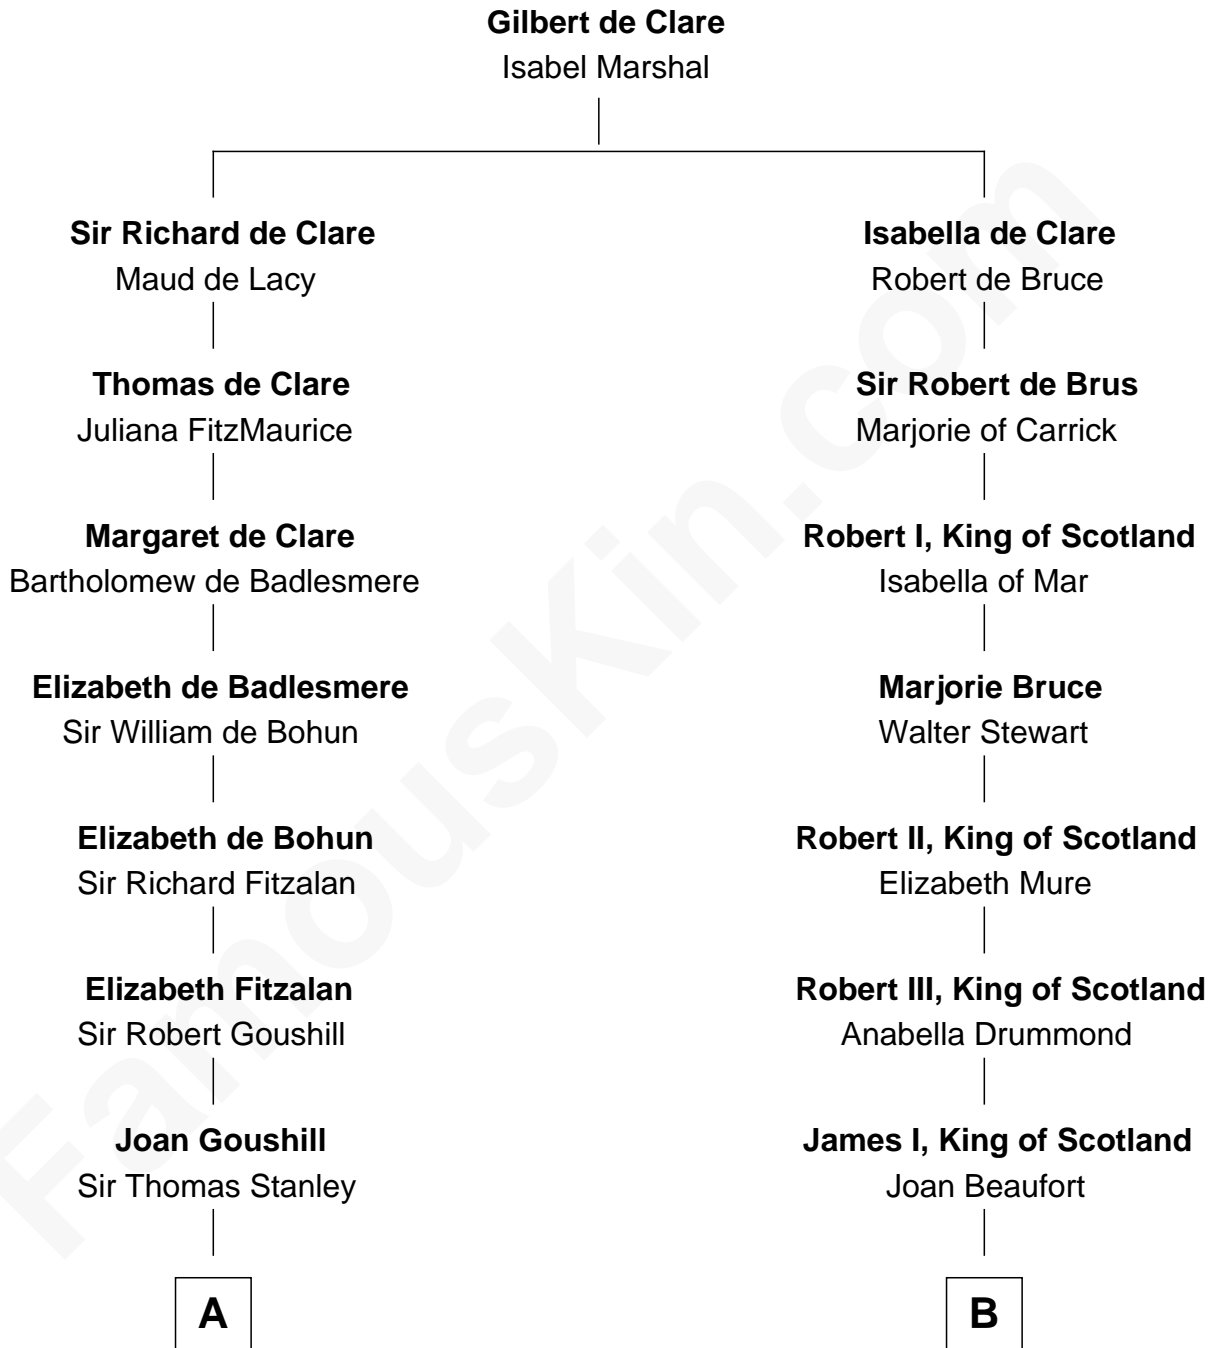 Gilbert de Clare
Isabel Marshal
Sir Richard de Clare
Maud de Lacy
Isabella de Clare
Robert de Bruce
Thomas de Clare
Juliana FitzMaurice
Sir Robert de Brus
Marjorie of Carrick
Margaret de Clare
Bartholomew de Badlesmere
Robert I, King of Scotland
Isabella of Mar
Elizabeth de Badlesmere
Sir William de Bohun
Marjorie Bruce
Walter Stewart
Elizabeth de Bohun
Sir Richard Fitzalan
Robert II, King of Scotland
Elizabeth Mure
Elizabeth Fitzalan
Sir Robert Goushill
Robert III, King of Scotland
Anabella Drummond
Joan Goushill
Sir Thomas Stanley
James I, King of Scotland
Joan Beaufort
A
B
FamousKin.com